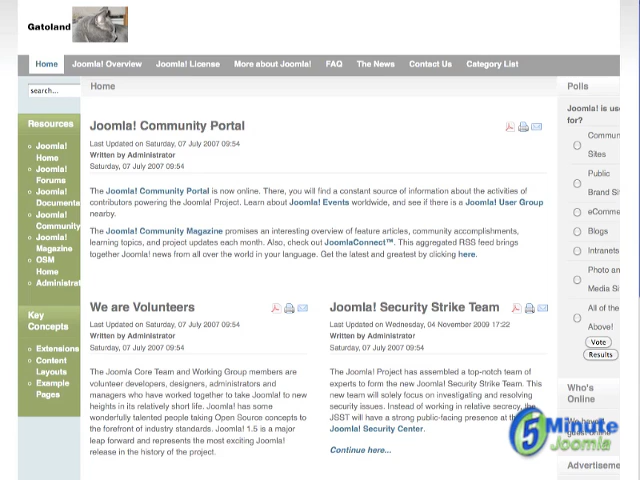 Gatoland
Home Joomla! Overview Joomla! License More about Joomla! FAQ The News Contact Us Category List
search...
Home
Resources
Joomla!
Home
Joomla!
Forums
Joomla!
Documenta
Joomla!
Community
Joomla!
Magazine
OSM
Home
Administrat
Key
Concepts
Extensions
Content
Layouts
Example
Pages
Joomla! Community Portal
Last Updated on Saturday, 07 July 2007 09:54
Written by Administrator
Saturday, 07 July 2007 09:54
The Joomla! Community Portal is now online. There, you will find a constant source of information about the activities of
contributors powering the Joomla! Project. Learn about Joomla! Events worldwide, and see if there is a Joomla! User Group
nearby.
The Joomla! Community Magazine promises an interesting overview of feature articles, community accomplishments,
learning topics, and project updates each month. Also, check out JoomlaConnect™. This aggregated RSS feed brings
together Joomla! news from all over the world in your language. Get the latest and greatest by clicking here.
We are Volunteers
Last Updated on Saturday, 07 July 2007 09:54
Written by Administrator
Saturday, 07 July 2007 09:54
The Joomla Core Team and Working Group members are
volunteer developers, designers, administrators and
managers who have worked together to take Joomla! to new
heights in its relatively short life. Joomla! has some
wonderfully talented people taking Open Source concepts to
the forefront of industry standards. Joomla! 1.5 is a major
leap forward and represents the most exciting Joomla!
release in the history of the project.
Joomla! Security Strike Team
Last Updated on Wednesday, 04 November 2009 17:22
Written by Administrator
Saturday, 07 July 2007 09:54
The Joomla! Project has assembled a top-notch team of
experts to form the new Joomla! Security Strike Team. This
new team will solely focus on investigating and resolving
security issues. Instead of working in relative secrecy, the
JSST will have a strong public-facing presence at the
Joomla! Security Center.
Continue here...
Polls
Joomla! is use
for?
Commun
Sites
Public
Brand Si
eComme
Blogs
Intranets
Photo an
Media Si
All of the
Above!
Vote
Results
Who's
Online
We have
Advertiseme
5 Minute
Joomla